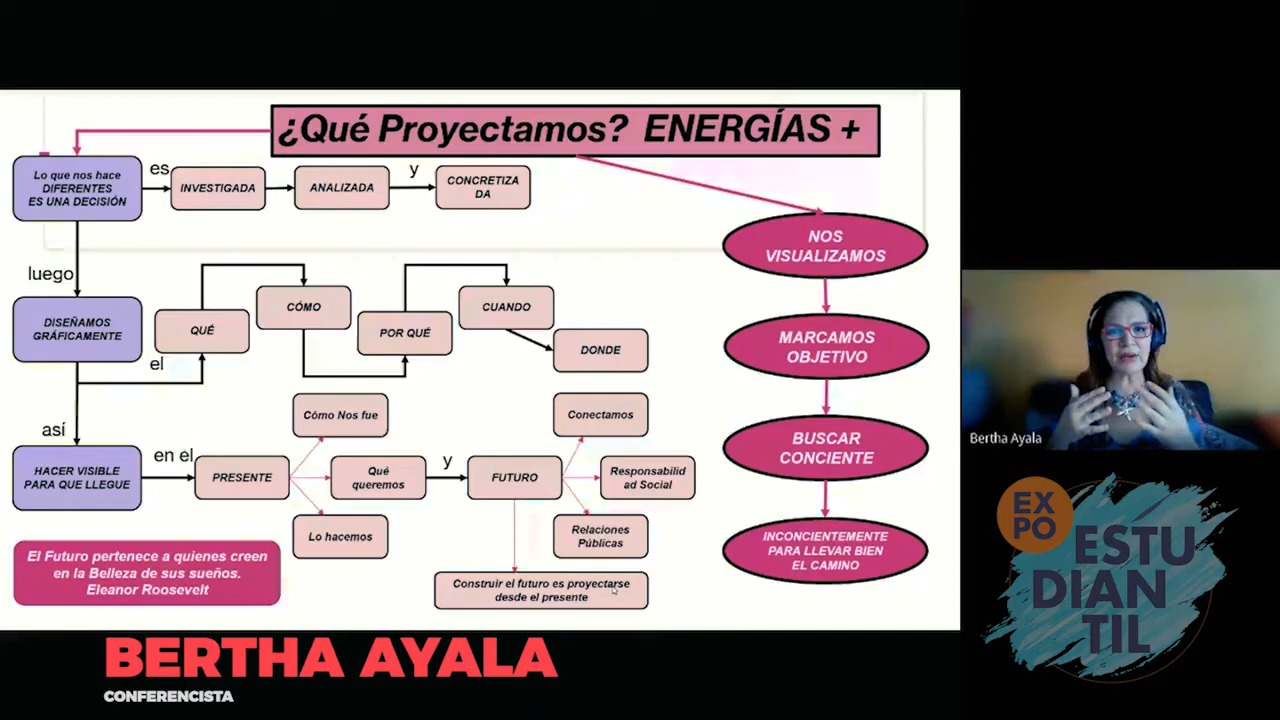 ¿Qué Proyectamos? ENERGÍAS +
Lo que nos hace
DIFERENTES
ES UNA DECISIÓN
es
INVESTIGADA
ANALIZADA
y
CONCRETIZA
DA
luego
DISEÑAMOS
GRÁFICAMENTE
el
QUÉ
CÓMO
POR QUÉ
CUANDO
DONDE
así
HACER VISIBLE
PARA QUE LLEGUE
en el
PRESENTE
Cómo Nos fue
Qué
queremos
Lo hacemos
y
FUTURO
Conectamos
Responsabilid
ad Social
Relaciones
Públicas
Construir el futuro es proyectarse
desde el presente
El Futuro pertenece a quienes creen
en la Belleza de sus sueños.
Eleanor Roosevelt
NOS
VISUALIZAMOS
MARCAMOS
OBJETIVO
BUSCAR
CONCIENTE
INCONCIENTEMENTE
PARA LLEVAR BIEN
EL CAMINO
Bertha Ayala
EX
PO
ESTU
DIAN
TIL
BERTHA AYALA
CONFERENCISTA